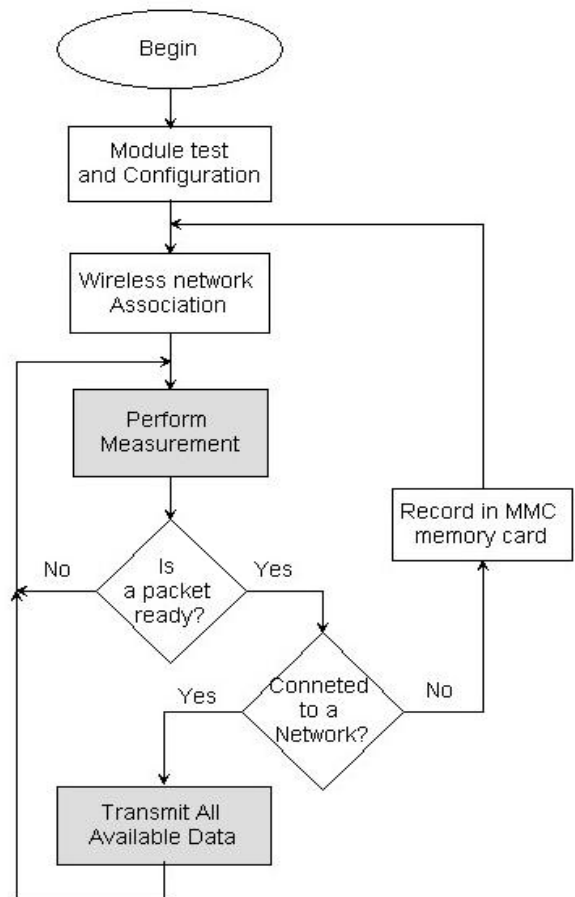 Begin
Module test
and Configuration
Wireless network
Association
Perform
Measurement
Record in MMC
memory card
Is
a packet
ready?
No
Yes
Conneted
to a
Network?
Yes
No
Transmit All
Available Data